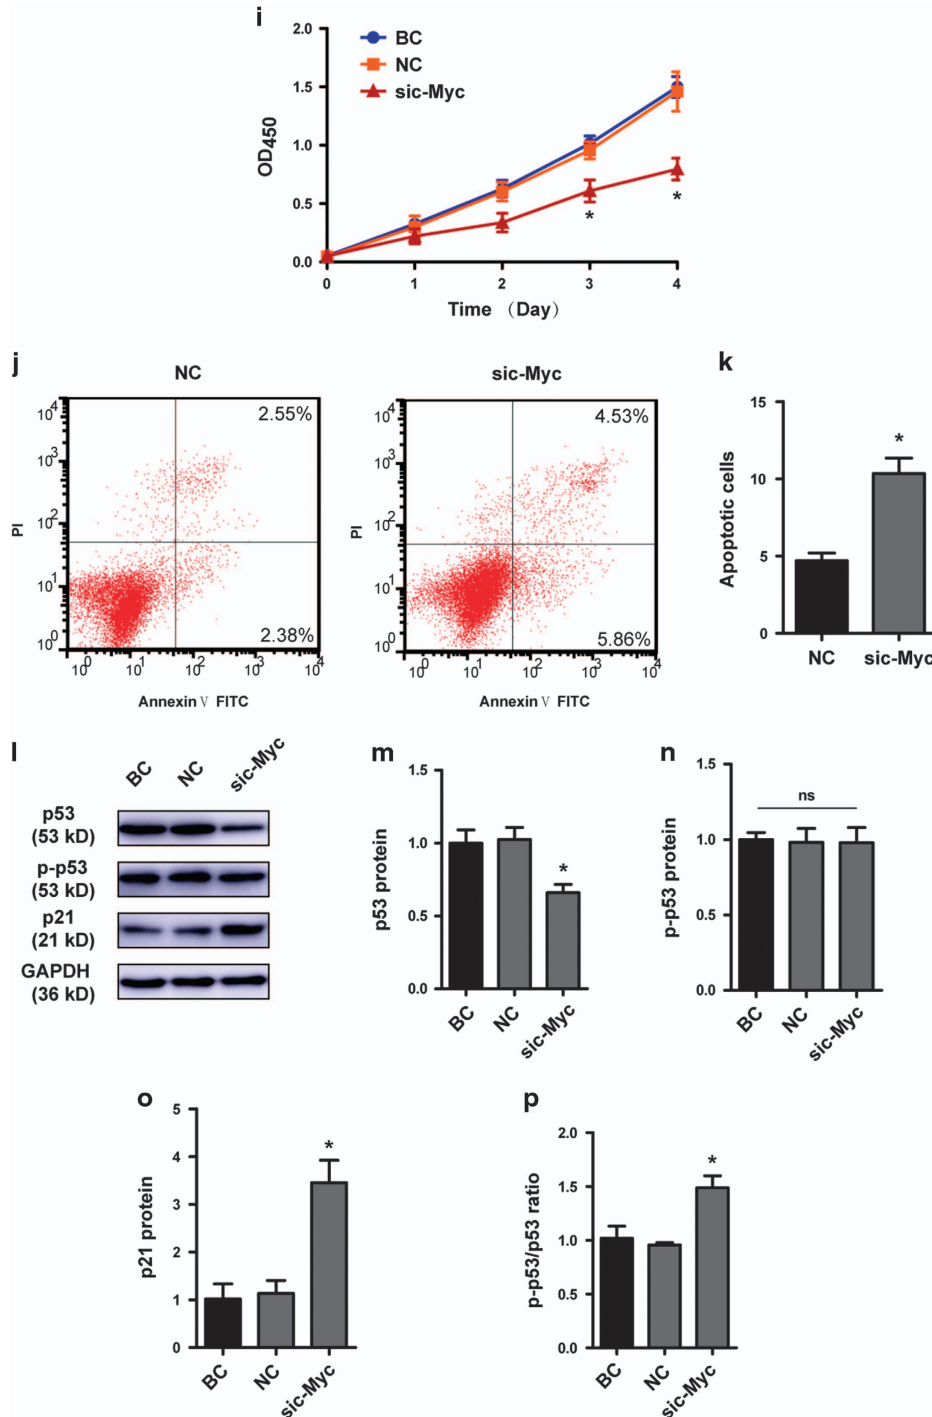 i
2.0
1.5
1.0
0.5
0.0
OD450
BC
NC
sic-Myc
*
*
0 1 2 3 4
Time （Day）
j
NC
10^4
10^3
10^2
10^1
10^0
PI
2.55%
2.38%
10^0 10^1 10^2 10^3 10^4
Annexin Ⅴ FITC
sic-Myc
10^4
10^3
10^2
10^1
10^0
PI
4.53%
5.86%
10^0 10^1 10^2 10^3 10^4
Annexin Ⅴ FITC
k
15
10
5
0
Apoptotic cells
*
NC sic-Myc
l
BC NC sic-Myc
p53
(53 kD)
p-p53
(53 kD)
p21
(21 kD)
GAPDH
(36 kD)
m
1.5
1.0
0.5
0.0
p53 protein
*
BC NC sic-Myc
n
1.5
1.0
0.5
0.0
p-p53 protein
ns
BC NC sic-Myc
o
5
4
3
2
1
0
p21 protein
*
BC NC sic-Myc
p
2.0
1.5
1.0
0.5
0.0
p-p53/p53 ratio
*
BC NC sic-Myc